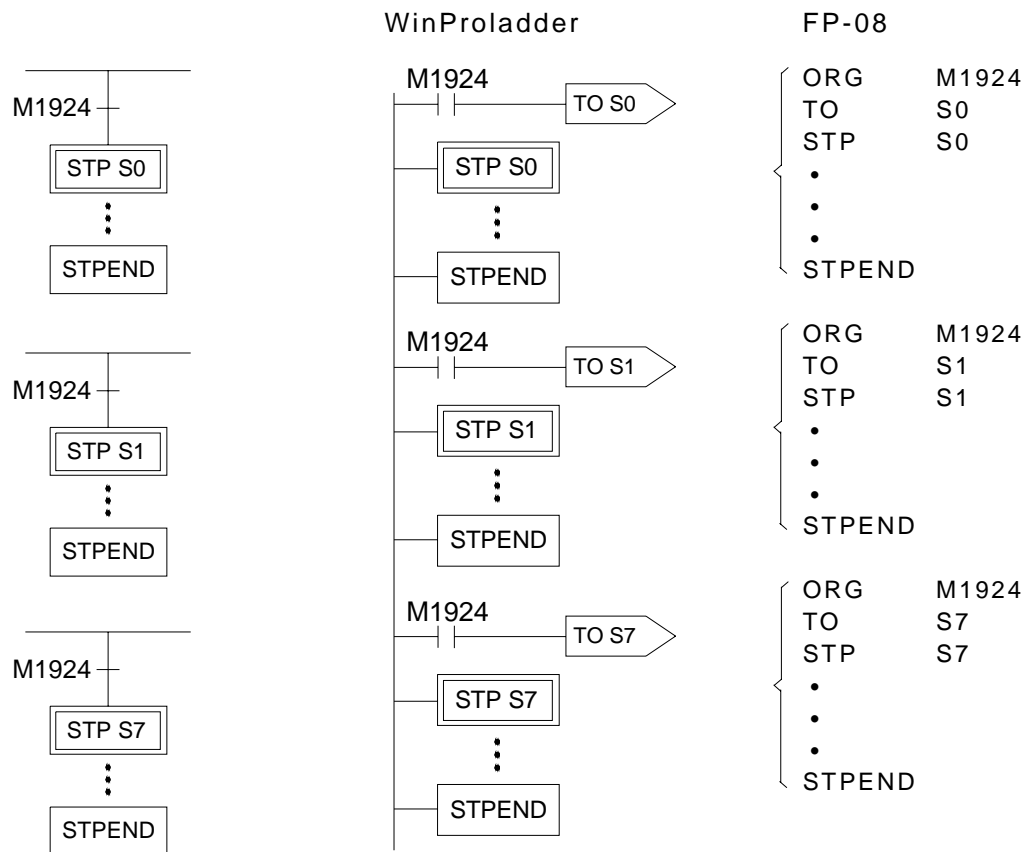 WinProladder
FP-08
M1924
STP S0
STPEND
M1924
TO S0
STP S0
STPEND
ORG M1924
TO S0
STP S0
•
•
•
STPEND
M1924
STP S1
STPEND
M1924
TO S1
STP S1
STPEND
ORG M1924
TO S1
STP S1
•
•
•
STPEND
M1924
STP S7
STPEND
M1924
TO S7
STP S7
STPEND
ORG M1924
TO S7
STP S7
•
•
•
STPEND